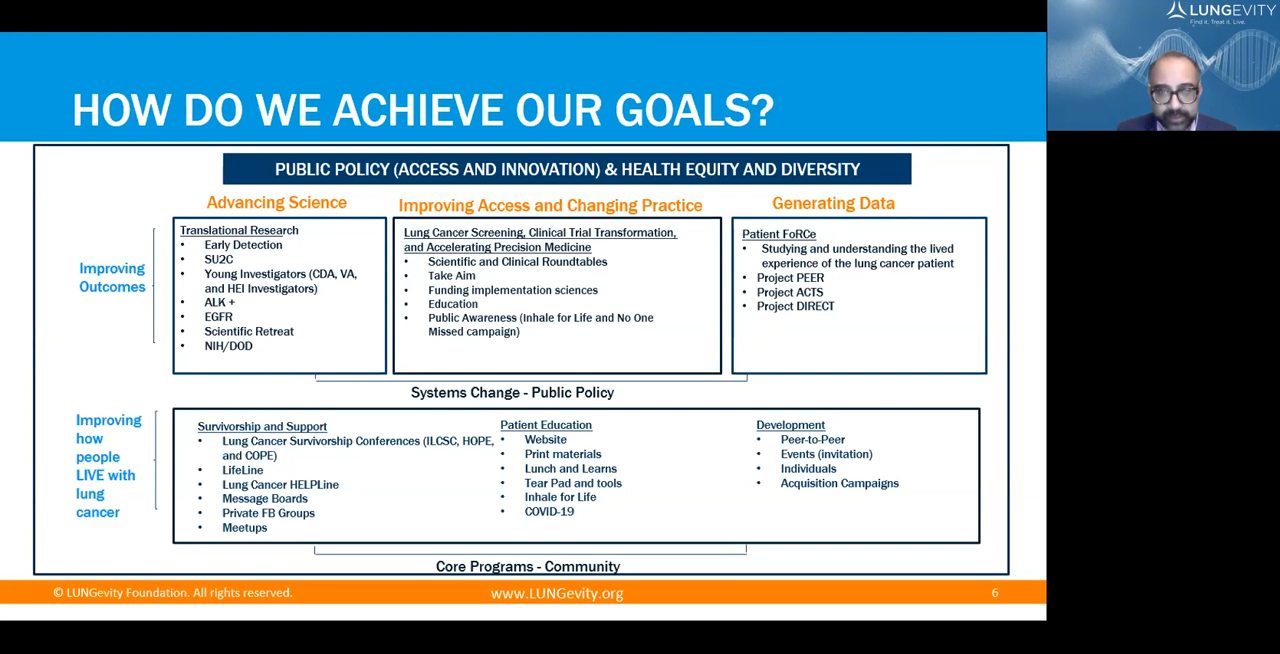 LUNGEVITY
Find it. Treat it. Live.
HOW DO WE ACHIEVE OUR GOALS?
PUBLIC POLICY (ACCESS AND INNOVATION) & HEALTH EQUITY AND DIVERSITY
Improving
Outcomes
Advancing Science
Translational Research
• Early Detection
• SU2C
• Young Investigators (CDA, VA,
and HEI Investigators)
• ALK +
• EGFR
• Scientific Retreat
• NIH/DOD
Improving Access and Changing Practice
Lung Cancer Screening, Clinical Trial Transformation,
and Accelerating Precision Medicine
• Scientific and Clinical Roundtables
• Take Aim
• Funding implementation sciences
• Education
• Public Awareness (Inhale for Life and No One
Missed campaign)
Generating Data
Patient FoRCe
• Studying and understanding the lived
experience of the lung cancer patient
• Project PEER
• Project ACTS
• Project DIRECT
Systems Change - Public Policy
Improving
how
people
LIVE with
lung
cancer
Survivorship and Support
• Lung Cancer Survivorship Conferences (ILCSC, HOPE,
and COPE)
• LifeLine
• Lung Cancer HELPLine
• Message Boards
• Private FB Groups
• Meetups
Patient Education
• Website
• Print materials
• Lunch and Learns
• Tear Pad and tools
• Inhale for Life
• COVID-19
Development
• Peer-to-Peer
• Events (invitation)
• Individuals
• Acquisition Campaigns
Core Programs - Community
© LUNGevity Foundation. All rights reserved.
www.LUNGevity.org
6